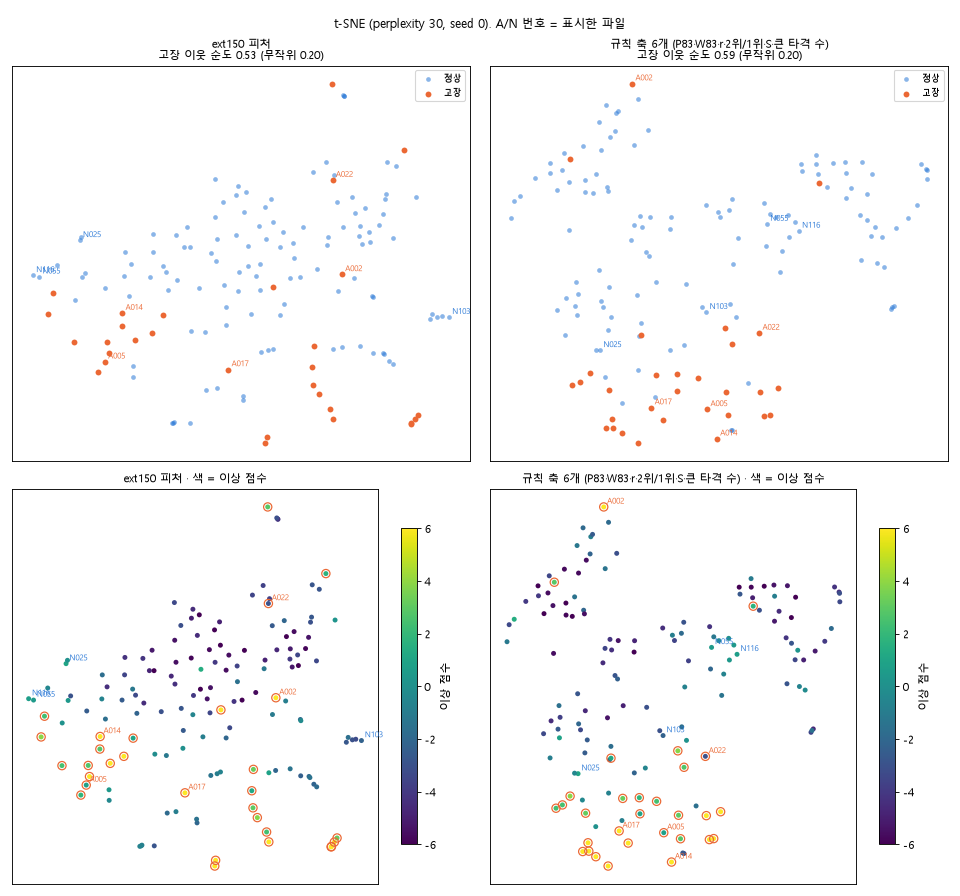 t-SNE (perplexity 30, seed 0). A/N 번호 = 표시한 파일
ext150 피처
고장 이웃 순도 0.53 (무작위 0.20)
정상
고장
A022
N025
N055
A002
A014
N103
A005
A017
규칙 축 6개 (P83·W83·r·2위/1위·S·큰 타격 수)
고장 이웃 순도 0.59 (무작위 0.20)
정상
고장
A002
N055
N116
N103
A022
N025
A017
A005
A014
ext150 피처 · 색 = 이상 점수
A022
N025
N055
A002
A014
N103
A005
A017
6
4
2
0
-2
-4
-6
이상 점수
규칙 축 6개 (P83·W83·r·2위/1위·S·큰 타격 수) · 색 = 이상 점수
A002
N055
N116
N103
A022
N025
A017
A005
A014
6
4
2
0
-2
-4
-6
이상 점수